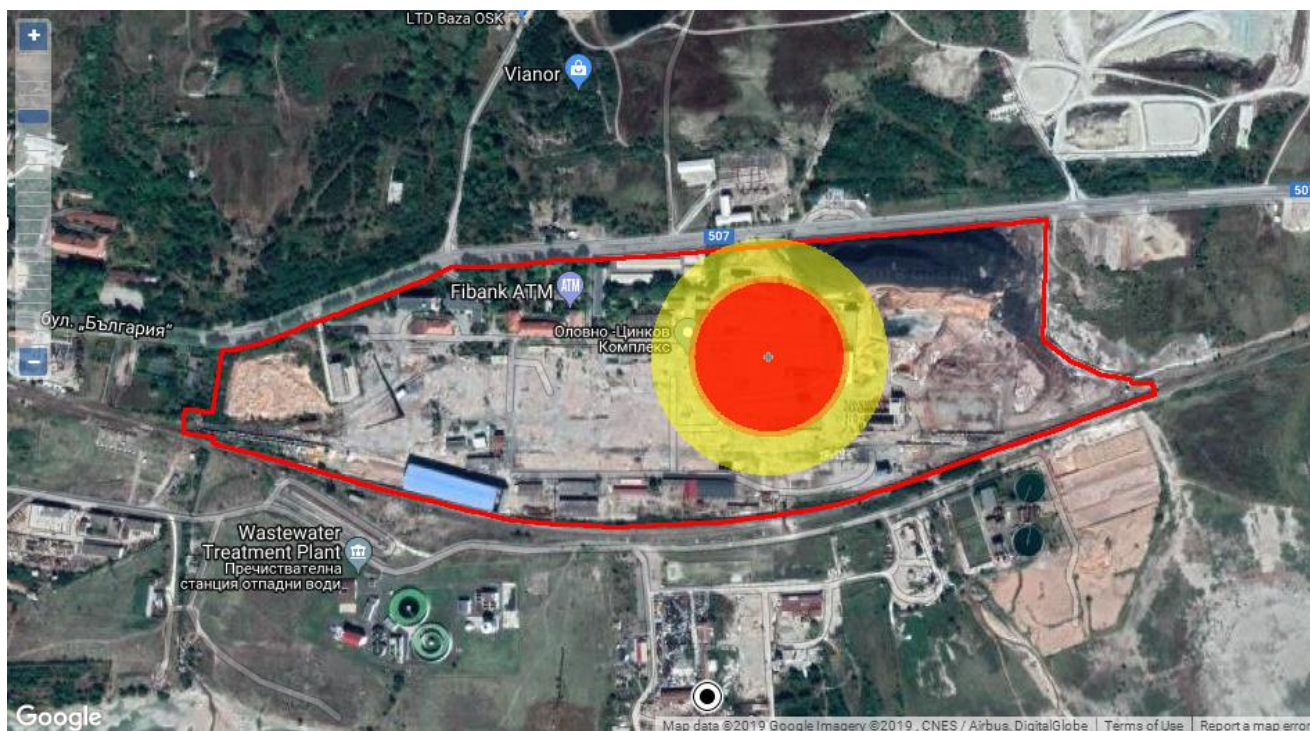 LTD Baza OSK
Vianor
507
507
Fibank ATM
ATM
бул. „България“
Оловно-Цинков
Комплекс
Wastewater
Treatment Plant
Пречиствателна
станция отпадни води...
Google
Map data ©2019 Google Imagery ©2019 , CNES / Airbus, DigitalGlobe
Terms of Use
Report a map error